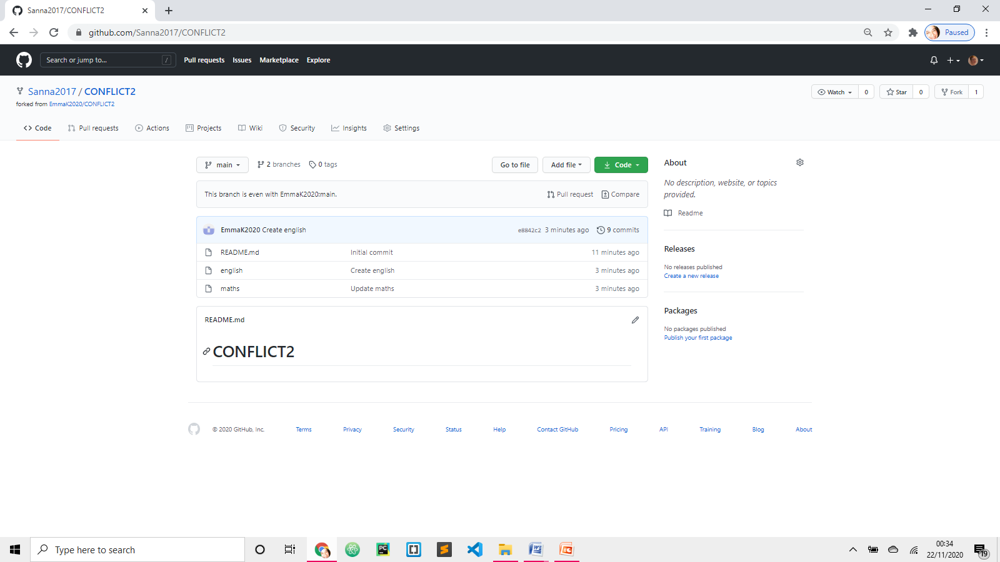 Sanna2017/CONFLICT2
github.com/Sanna2017/CONFLICT2
Paused
Search or jump to... /
Pull requests Issues Marketplace Explore
Sanna2017 / CONFLICT2
forked from EmmaK2020/CONFLICT2
Watch 0 Star 0 Fork 1
Code Pull requests Actions Projects Wiki Security Insights Settings
main 2 branches 0 tags Go to file Add file Code
This branch is even with EmmaK2020:main. Pull request Compare
EmmaK2020 Create english e8842c2 3 minutes ago 9 commits
README.md Initial commit 11 minutes ago
english Create english 3 minutes ago
maths Update maths 3 minutes ago
README.md
CONFLICT2
About
No description, website, or topics
provided.
Readme
Releases
No releases published
Create a new release
Packages
No packages published
Publish your first package
© 2020 GitHub, Inc. Terms Privacy Security Status Help Contact GitHub Pricing API Training Blog About
Type here to search
PC
WE
EC
00:34
22/11/2020
19